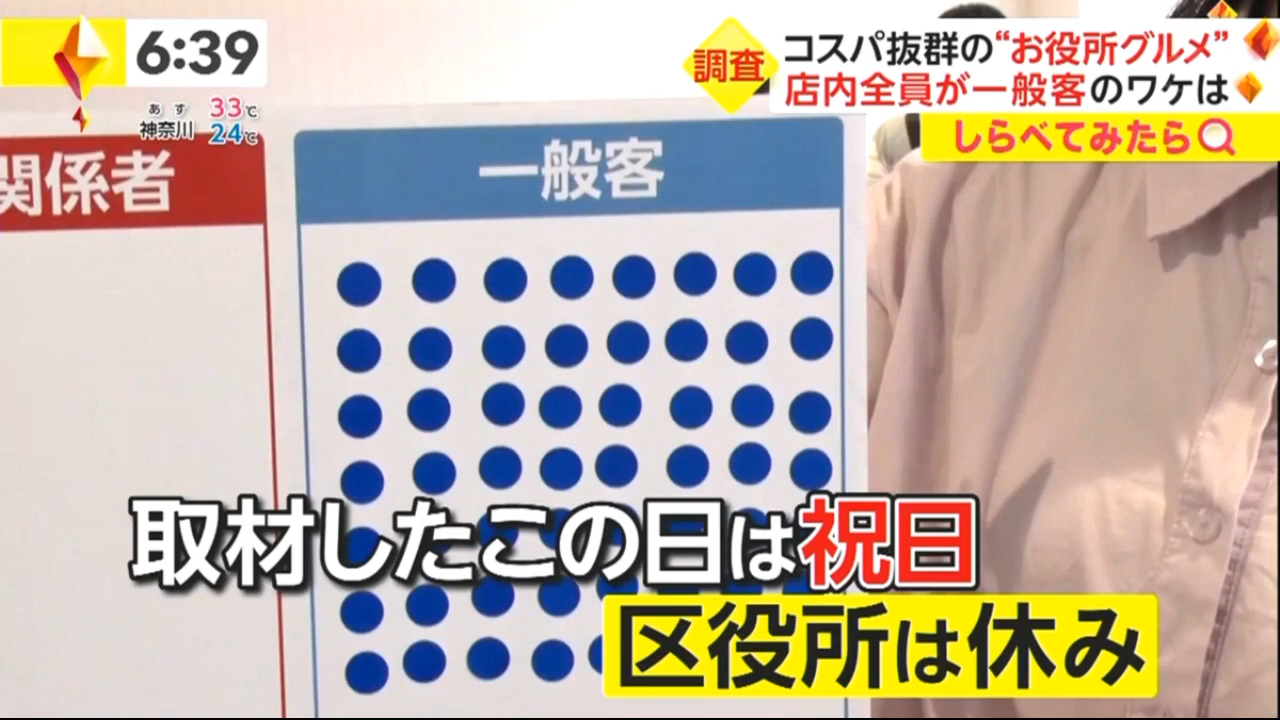 6:39
あす
神奈川
33℃
24℃
調査
コスパ抜群の“お役所グルメ”
店内全員が一般客のワケは
しらべてみたら
関係者
一般客
取材したこの日は祝日
区役所は休み